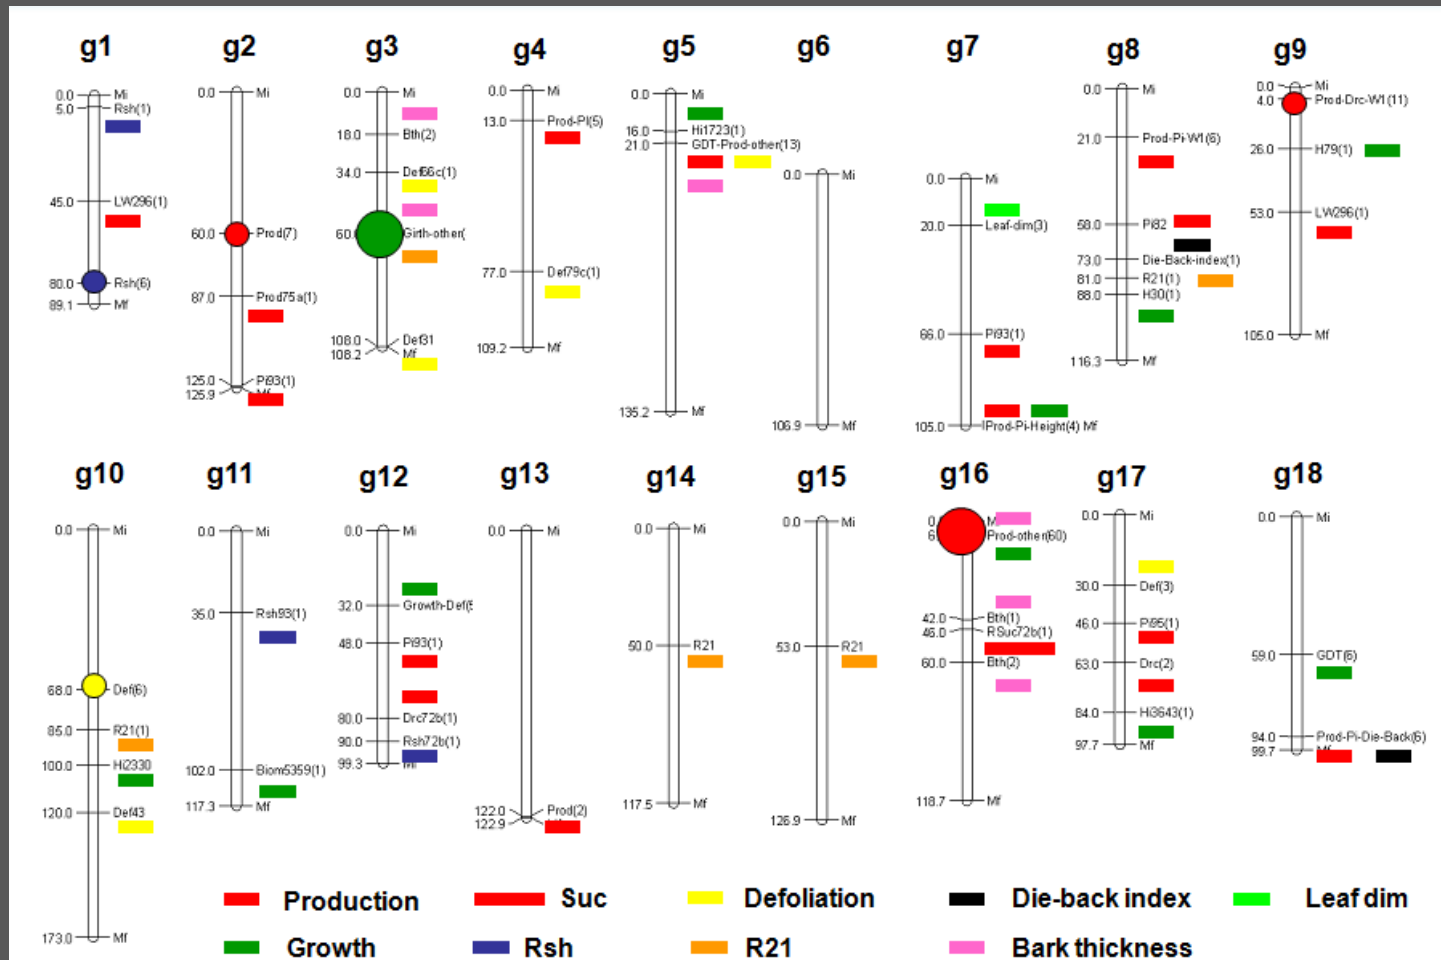 g1
0.0 Mi
5.0 Rsh(1)
45.0 LW296(1)
80.0 Rsh(6)
89.1 Mf
g2
0.0 Mi
60.0 Prod(7)
87.0 Prod75a(1)
125.0 Pi93(1)
125.9 Mf
g3
0.0 Mi
18.0 Bth(2)
34.0 Def66c(1)
60. Girth-other(
108.0 Def31
108.2 Mf
g4
0.0 Mi
13.0 Prod-Pl(5)
77.0 Def79c(1)
109.2 Mf
g5
0.0 Mi
16.0 Hi1723(1)
21.0 GDT-Prod-other(13)
135.2 Mf
g6
0.0 Mi
106.9 Mf
g7
0.0 Mi
20.0 Leaf-dim(3)
66.0 Pi93(1)
105.0 Prod-Pi-Height(4) Mf
g8
0.0 Mi
21.0 Prod-Pi-W1(6)
58.0 Pi82
73.0 Die-Back-index(1)
81.0 R21(1)
88.0 H30(1)
116.3 Mf
g9
0.0 Mi
4.0 Prod-Drc-W1(11)
26.0 H79(1)
53.0 LW296(1)
105.0 Mf
g10
0.0 Mi
68.0 Def(6)
85.0 R21(1)
100.0 Hi2330
120.0 Def43
173.0 Mf
g11
0.0 Mi
35.0 Rsh93(1)
102.0 Biom5359(1)
117.3 Mf
g12
0.0 Mi
32.0 Growth-Def(
48.0 Pi93(1)
80.0 Drc72b(1)
90.0 Rsh72b(1)
99.3 Mf
g13
0.0 Mi
122.0 Prod(2)
122.9
g14
0.0 Mi
50.0 R21
117.5 Mf
g15
0.0 Mi
53.0 R21
126.9 Mf
g16
0. M
6 Prod-other(60)
42.0 Bth(1)
46.0 RSuc72b(1)
60.0 Bth(2)
118.7 Mf
g17
0.0 Mi
30.0 Def(3)
46.0 Pi95(1)
63.0 Drc(2)
84.0 Hi3643(1)
97.7 Mf
g18
0.0 Mi
59.0 GDT(6)
94.0 Prod-Pi-Die-Back(6)
99.7 Mf
Production Suc Defoliation Die-back index Leaf dim
Growth Rsh R21 Bark thickness